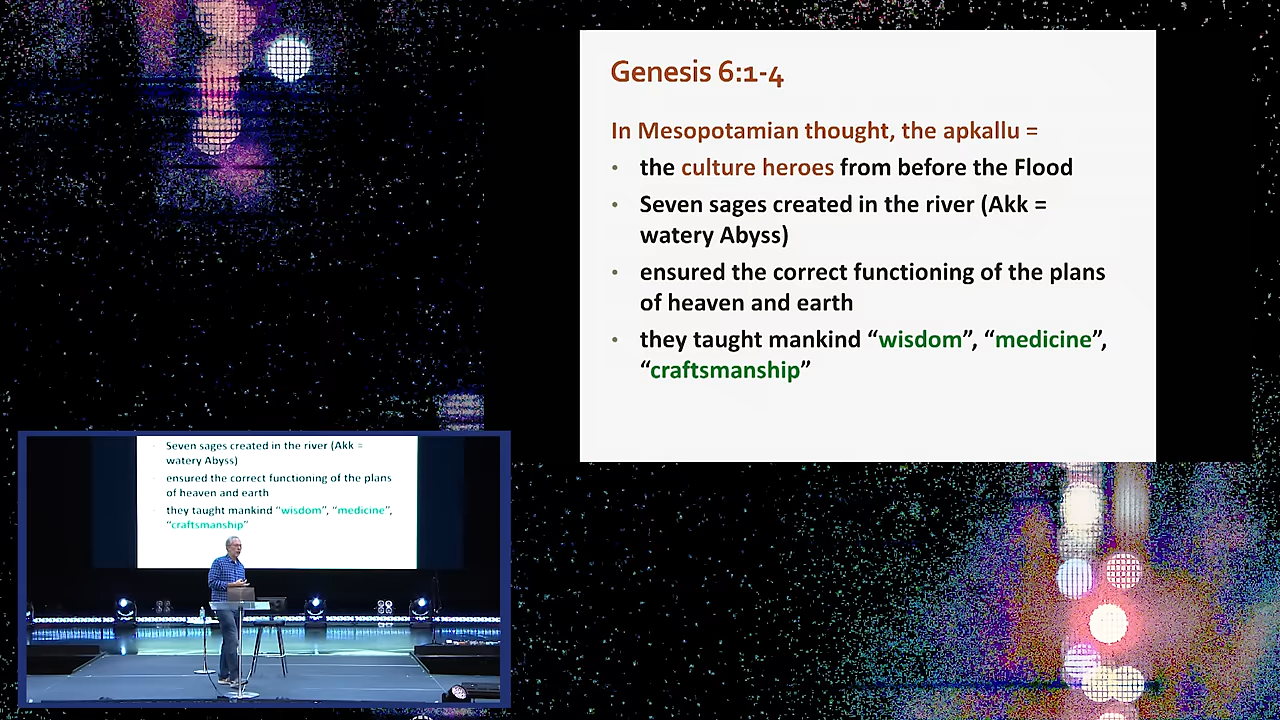 Genesis 6:1-4
In Mesopotamian thought, the apkallu =
• the culture heroes from before the Flood
• Seven sages created in the river (Akk =
watery Abyss)
• ensured the correct functioning of the plans
of heaven and earth
• they taught mankind “wisdom”, “medicine”,
“craftsmanship”
Seven sages created in the river (Akk =
watery Abyss)
ensured the correct functioning of the plans
of heaven and earth
they taught mankind “wisdom”, “medicine”,
“craftsmanship”